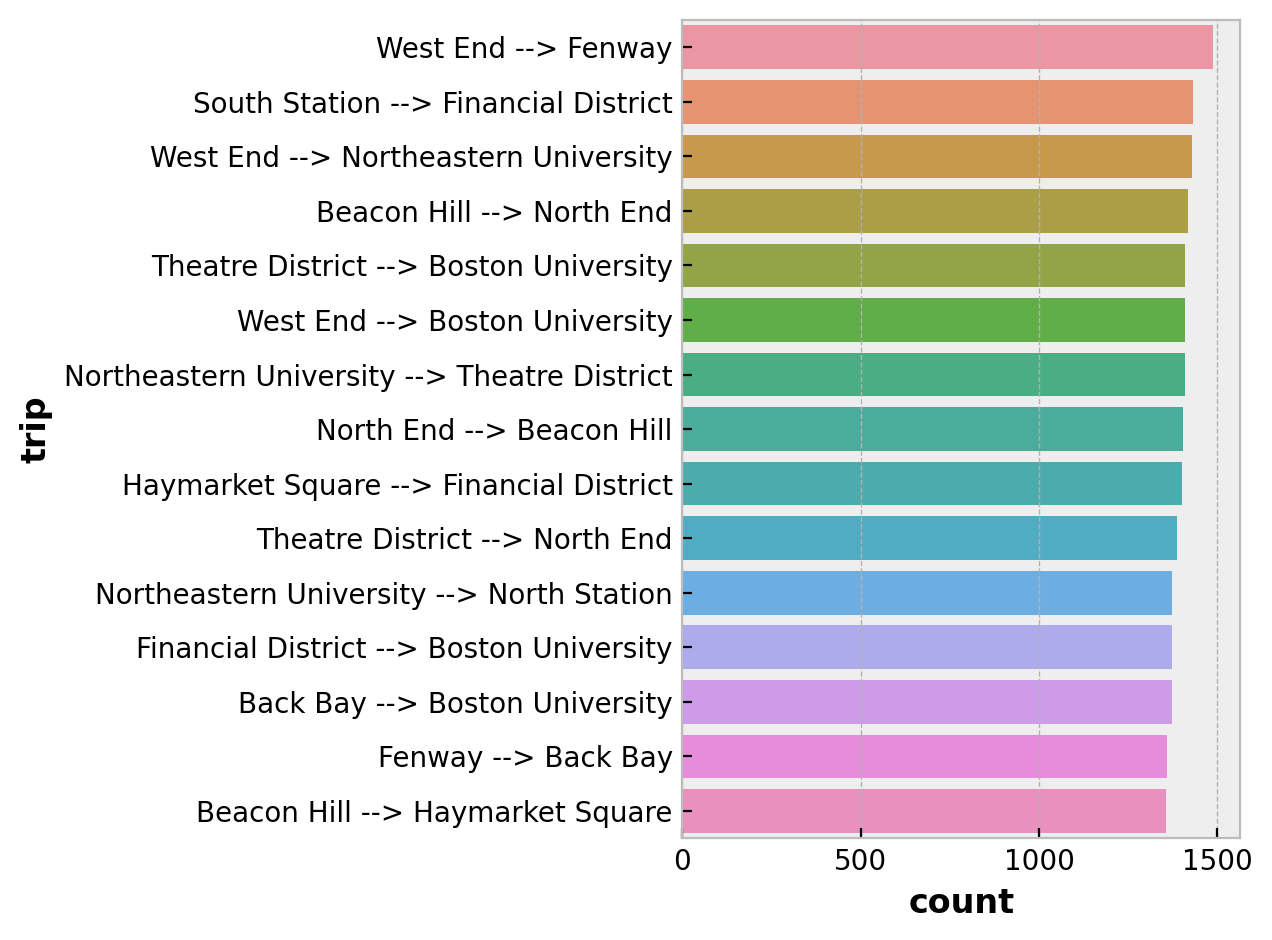 West End --> Fenway
South Station --> Financial District
West End --> Northeastern University
Beacon Hill --> North End
Theatre District --> Boston University
West End --> Boston University
Northeastern University --> Theatre District
North End --> Beacon Hill
Haymarket Square --> Financial District
Theatre District --> North End
Northeastern University --> North Station
Financial District --> Boston University
Back Bay --> Boston University
Fenway --> Back Bay
Beacon Hill --> Haymarket Square
trip
0 500 1000 1500
count